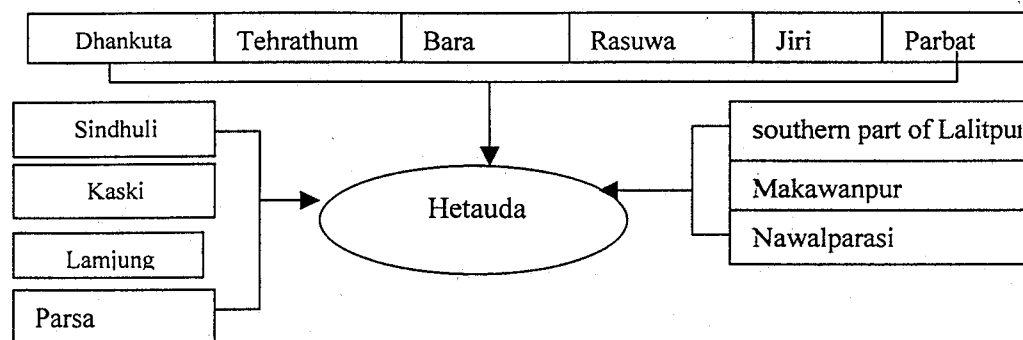 Dhankuta Tehrathum Bara Rasuwa Jiri Parbat
Sindhuli
Kaski
Lamjung
Parsa
Hetauda
southern part of Lalitpur
Makawanpur
Nawalparasi